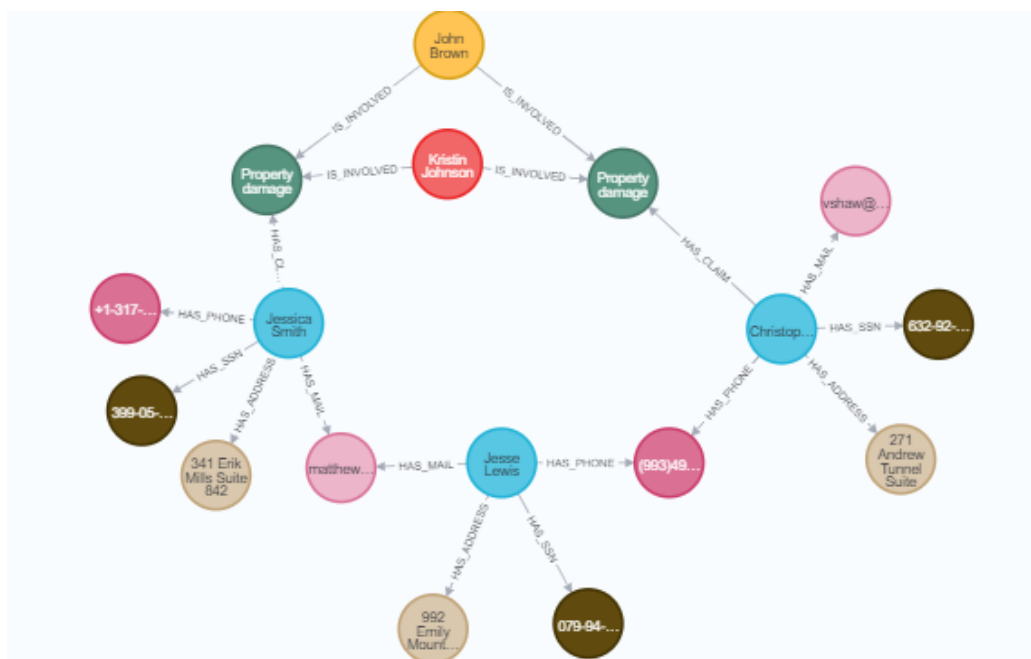 John
Brown
IS_INVOLVED
IS_INVOLVED
Kristin
Johnson
IS_INVOLVED
IS_INVOLVED
Property
damage
Property
damage
vshaw@...
HAS_CL...
HAS_CLAIM
HAS_MAIL
+1-317-...
HAS_PHONE
Jessica
Smith
Christop...
HAS_SSN
632-92-...
HAS_SSN
HAS_ADDRESS
HAS_MAIL
HAS_PHONE
HAS_ADDRESS
399-05-...
341 Erik
Mills Suite
842
matthew...
HAS_MAIL
Jesse
Lewis
HAS_PHONE
(993)49...
271
Andrew
Tunnel
Suite
HAS_ADDRESS
HAS_SSN
992
Emily
Mount...
079-94-...